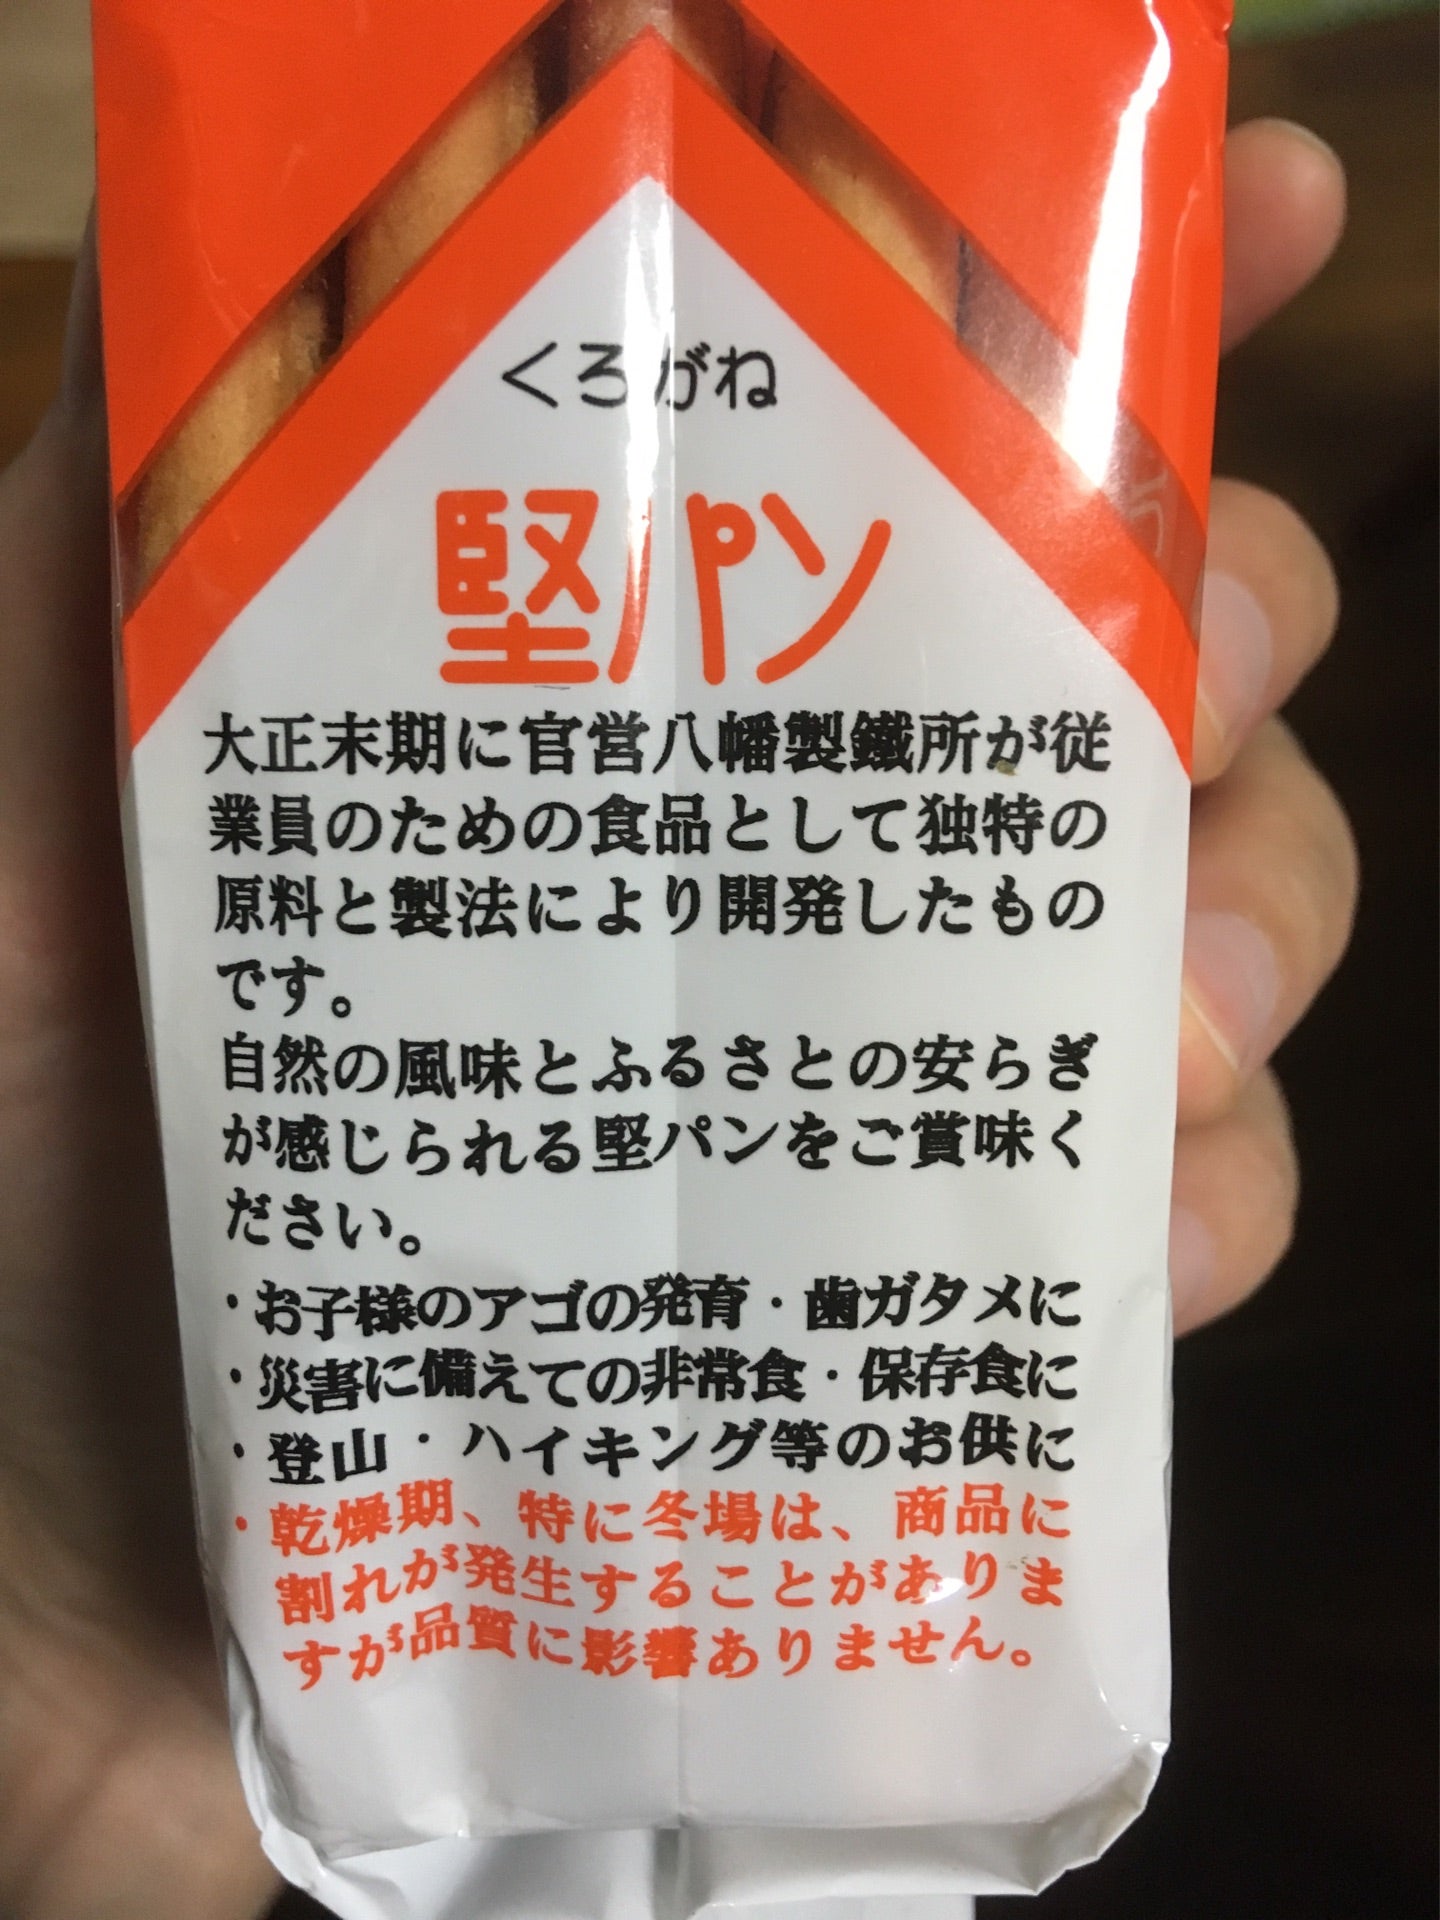 くろがね
堅パン
大正末期に官営八幡製鐵所が従
業員のための食品として独特の
原料と製法により開発したもの
です。
自然の風味とふるさとの安らぎ
が感じられる堅パンをご賞味く
ださい。
・お子様のアゴの発育・歯ガタメに
・災害に備えての非常食・保存食に
・登山・ハイキング等のお供に
・乾燥期、特に冬場は、商品に
割れが発生することがありま
すが品質に影響ありません。